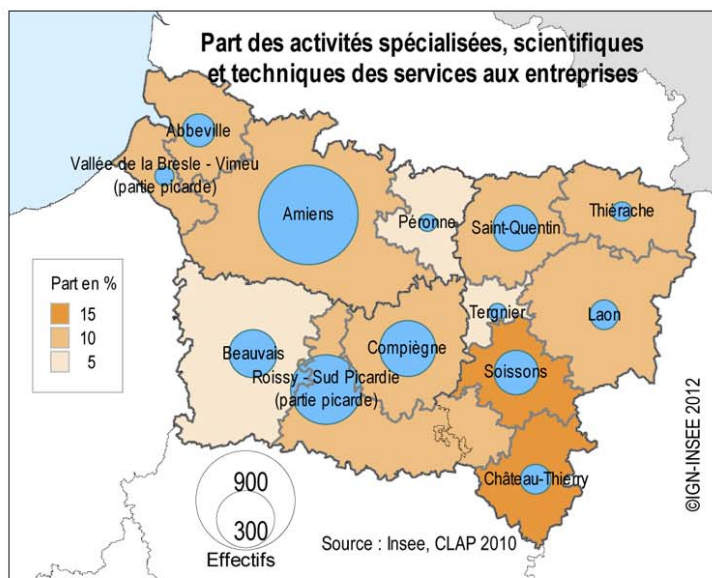 Part des activités spécialisées, scientifiques
et techniques des services aux entreprises
Abbeville
Vallée de la Bresle - Vimeu
(partie picarde)
Amiens
Péronne
Saint-Quentin
Thiérache
Part en %
15
10
5
Tergnier
Laon
Beauvais
Compiègne
Roissy - Sud Picardie
(partie picarde)
Soissons
Château-Thierry
900
300
Effectifs
Source : Insee, CLAP 2010
©IGN-INSEE 2012